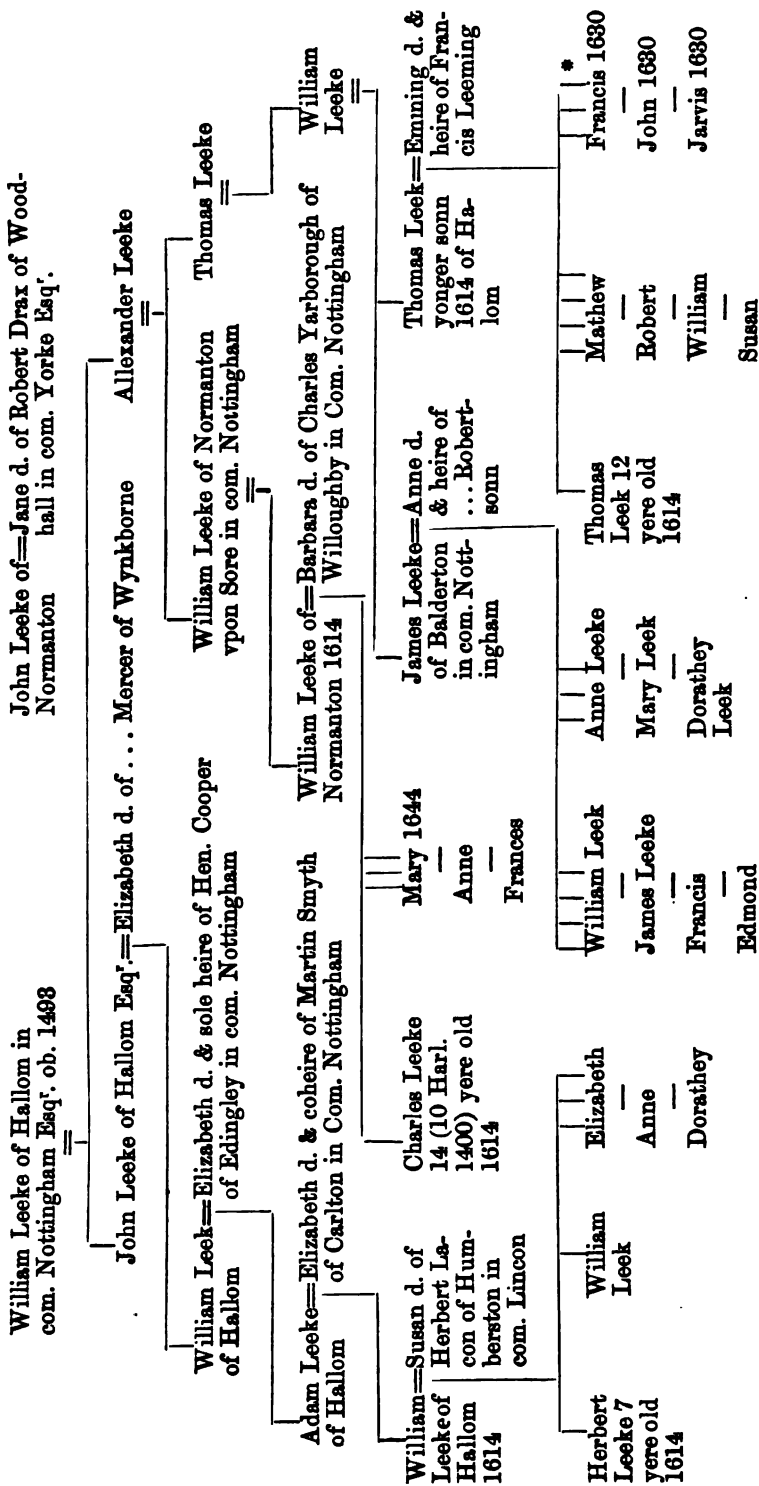 William Leeke of Hallom in
com. Nottingham Esqr. ob. 1493
John Leeke of=Jane d. of Robert Drax of Wood-
Normanton hall in com. Yorke Esqr.
John Leeke of Hallom Esqr.=Elizabeth d. of ... Mercer of Wynkborne
Allexander Leeke
William Leek=Elizabeth d. & sole heire of Hen. Cooper
of Hallom of Edingley in com. Nottingham
William Leeke of Normanton
vpon Sore in com. Nottingham
Thomas Leeke
Adam Leeke=Elizabeth d. & coheire of Martin Smyth
of Hallom of Carlton in Com. Nottingham
William Leeke of=Barbara d. of Charles Yarborough of
Normanton 1614 Willoughby in Com. Nottingham
William
Leeke
William=Susan d. of
Leeke of Herbert La-
Hallom con of Hum-
1614 berston in
com. Lincon
Charles Leeke
14 (10 Harl.
1400) yere old
1614
Mary 1644
—
Anne
—
Frances
James Leeke=Anne d.
of Balderton & heire of
in com. Nott- ... Robert-
ingham sonn
Thomas Leek=Emming d. &
yonger sonn heire of Fran-
1614 of Ha- cis Leeming
lom
Herbert
Leeke 7
yere old
1614
William
Leek
Elizabeth
—
Anne
—
Dorathey
William Leek
—
James Leeke
—
Francis
—
Edmond
Anne Leeke
—
Mary Leek
—
Dorathey
Leek
Thomas
Leek 12
yere old
1614
Mathew
—
Robert
—
William
—
Susan
*
Francis 1630
—
John 1630
—
Jarvis 1630